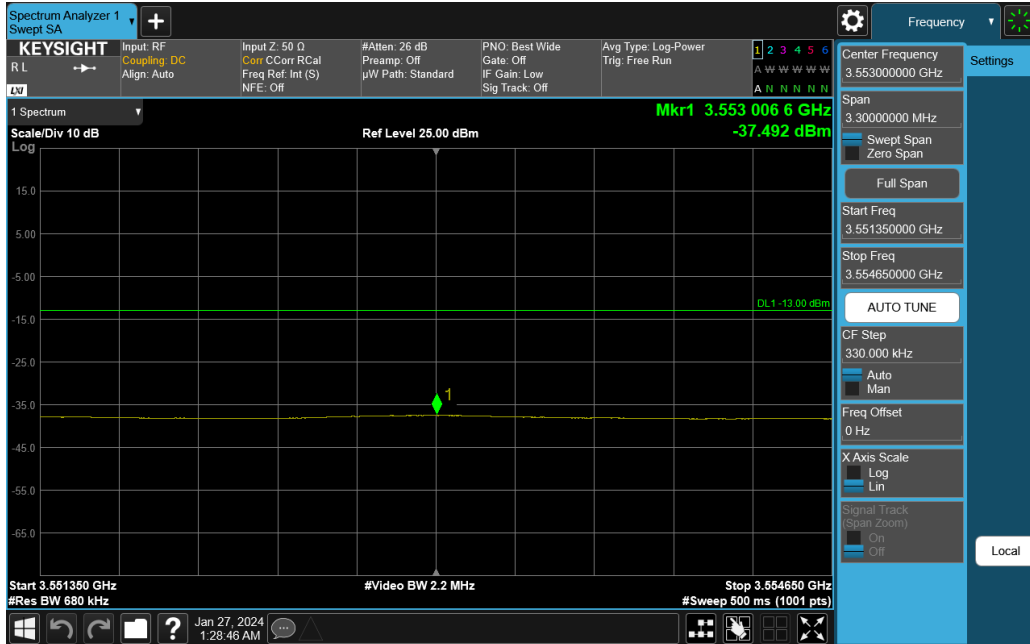 Spectrum Analyzer 1
Swept SA
Frequency
KEYSIGHT
R L
LXI
Input: RF
Coupling: DC
Align: Auto
Input Z: 50 Ω
Corr CCorr RCal
Freq Ref: Int (S)
NFE: Off
#Atten: 26 dB
Preamp: Off
µW Path: Standard
PNO: Best Wide
Gate: Off
IF Gain: Low
Sig Track: Off
Avg Type: Log-Power
Trig: Free Run
1 2 3 4 5 6
A W W W W W
A N N N N N
1 Spectrum
Scale/Div 10 dB
Log
Ref Level 25.00 dBm
Mkr1 3.553 006 6 GHz
-37.492 dBm
15.0
5.00
-5.00
-15.0
-25.0
-35.0
-45.0
-55.0
-65.0
DL1 -13.00 dBm
1
Start 3.551350 GHz
#Res BW 680 kHz
#Video BW 2.2 MHz
Stop 3.554650 GHz
#Sweep 500 ms (1001 pts)
Center Frequency
3.553000000 GHz
Span
3.30000000 MHz
Swept Span
Zero Span
Full Span
Start Freq
3.551350000 GHz
Stop Freq
3.554650000 GHz
AUTO TUNE
CF Step
330.000 kHz
Auto
Man
Freq Offset
0 Hz
X Axis Scale
Log
Lin
Signal Track
(Span Zoom)
On
Off
Settings
Local
?
Jan 27, 2024
1:28:46 AM